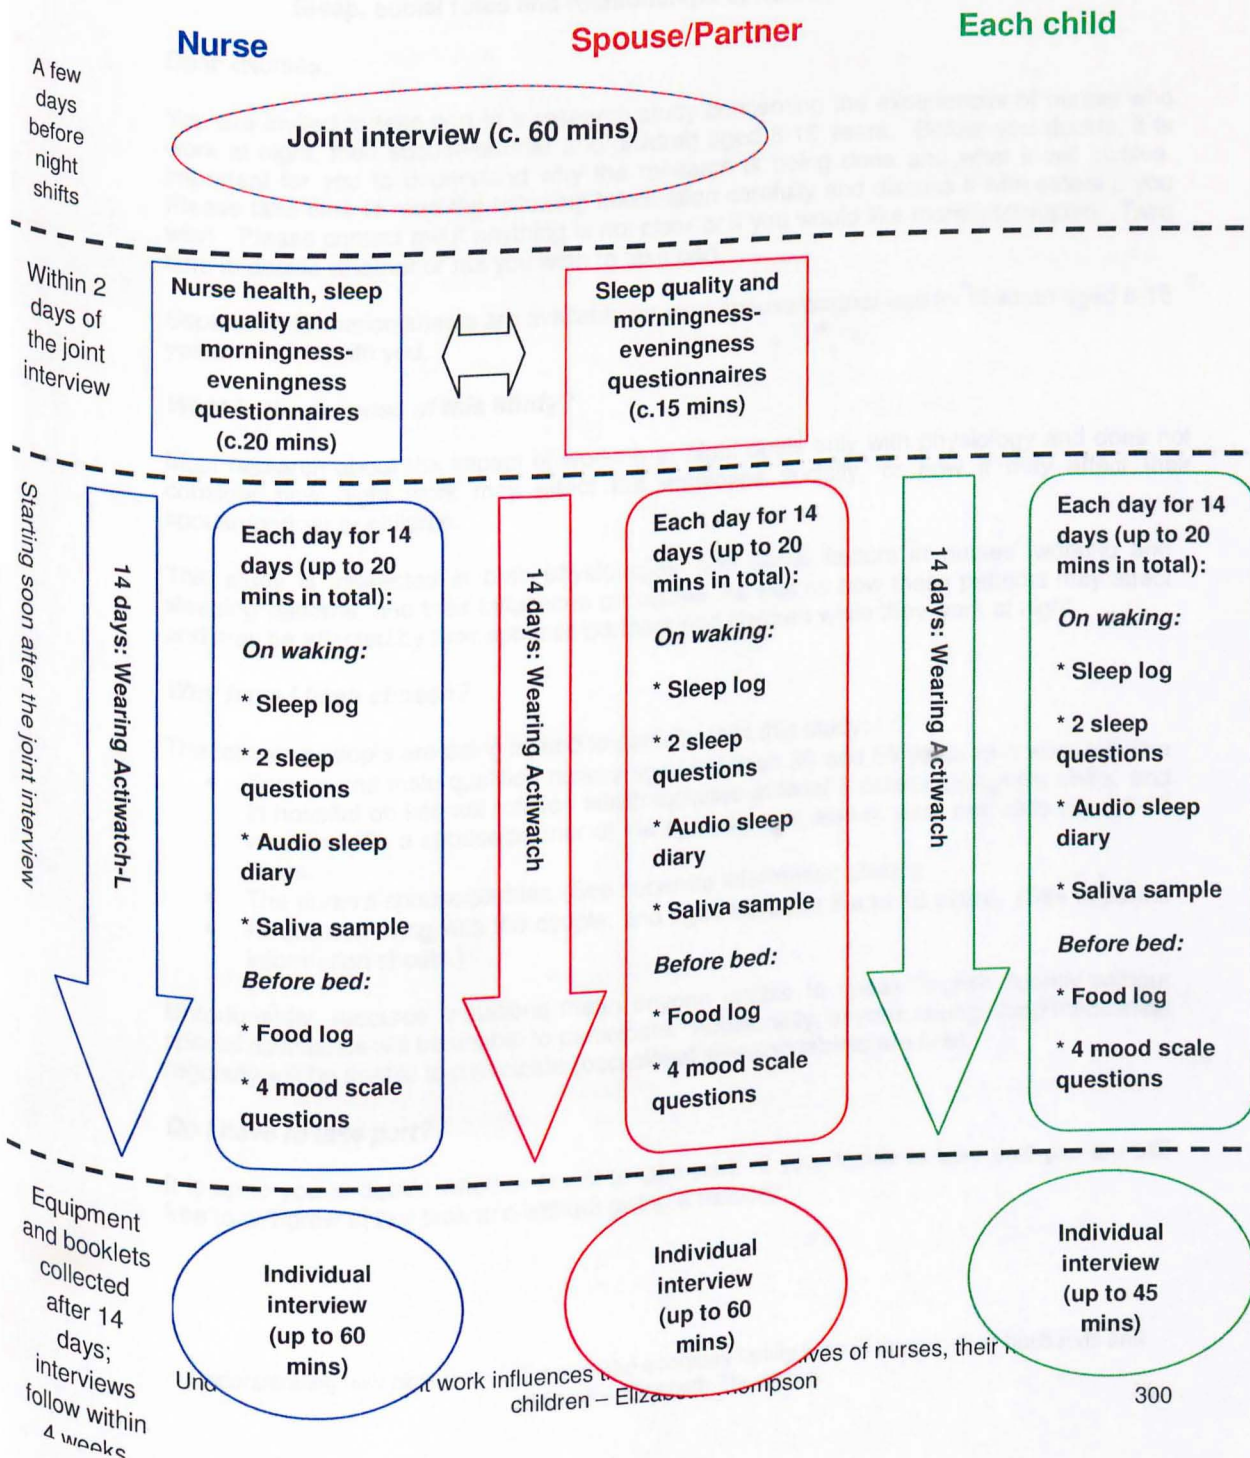 Nurse
Spouse/Partner
Each child
A few
days
before
night
shifts
Joint interview (c. 60 mins)
Within 2
days of
the joint
interview
Nurse health, sleep
quality and
morningness-
eveningness
questionnaires
(c.20 mins)
Sleep quality and
morningness-
eveningness
questionnaires
(c.15 mins)
Starting soon after the joint interview
14 days: Wearing Actiwatch-L
Each day for 14
days (up to 20
mins in total):
On waking:
* Sleep log
* 2 sleep
questions
* Audio sleep
diary
* Saliva sample
Before bed:
* Food log
* 4 mood scale
questions
14 days: Wearing Actiwatch
Each day for 14
days (up to 20
mins in total):
On waking:
* Sleep log
* 2 sleep
questions
* Audio sleep
diary
* Saliva sample
Before bed:
* Food log
* 4 mood scale
questions
14 days: Wearing Actiwatch
Each day for 14
days (up to 20
mins in total):
On waking:
* Sleep log
* 2 sleep
questions
* Audio sleep
diary
* Saliva sample
Before bed:
* Food log
* 4 mood scale
questions
Equipment
and booklets
collected
after 14
days;
interviews
follow within
4 weeks
Individual
interview
(up to 60
mins)
Individual
interview
(up to 60
mins)
Individual
interview
(up to 45
mins)
work influences of nurses, their
children –
300